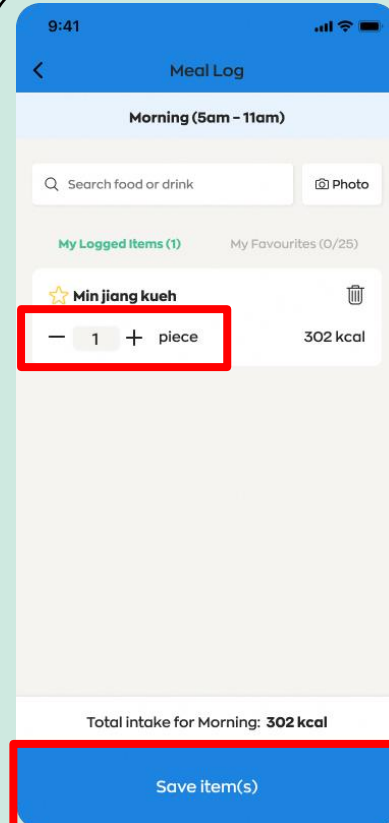 9:41
Meal Log
Morning (5am - 11am)
Search food or drink
Photo
My Logged Items (1) My Favourites (0/25)
Min jiang kueh
1 piece 302 kcal
Total intake for Morning: 302 kcal
Save item(s)